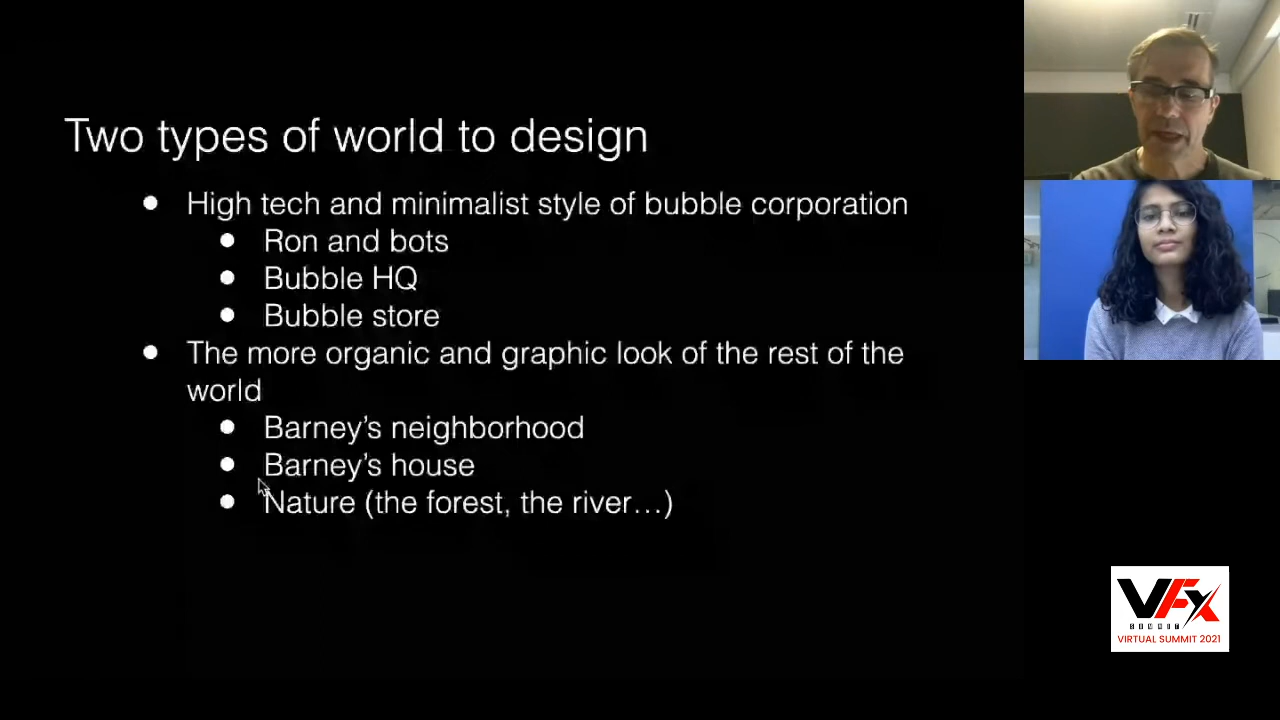 Two types of world to design
● High tech and minimalist style of bubble corporation
● Ron and bots
● Bubble HQ
● Bubble store
● The more organic and graphic look of the rest of the
world
● Barney's neighborhood
● Barney's house
● Nature (the forest, the river…)
VFX
SUMMIT
VIRTUAL SUMMIT 2021